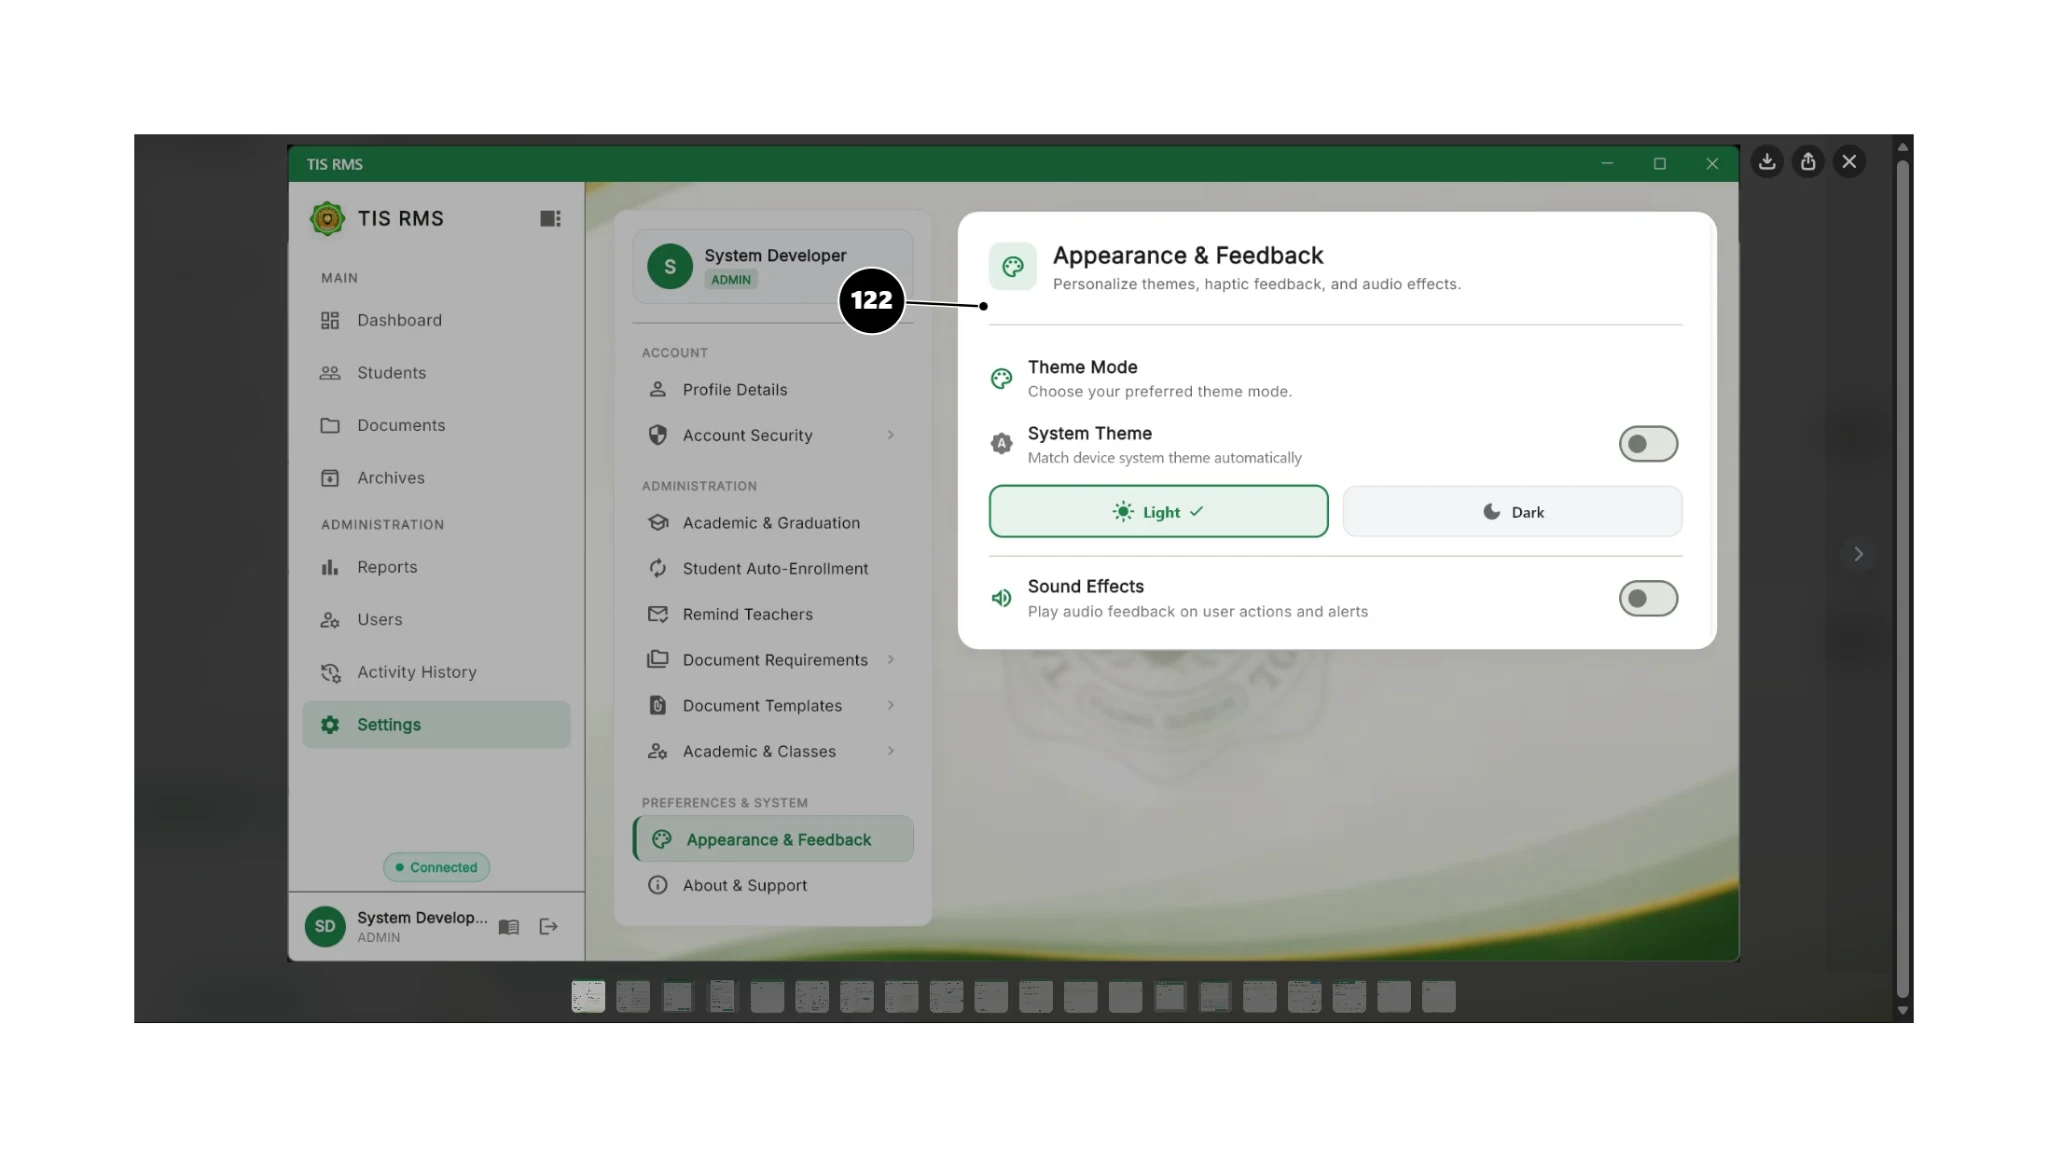 TIS RMS
TIS RMS
MAIN
Dashboard
Students
Documents
Archives
ADMINISTRATION
Reports
Users
Activity History
Settings
Connected
SD
System Develop...
ADMIN
S
System Developer
ADMIN
122
ACCOUNT
Profile Details
Account Security
ADMINISTRATION
Academic & Graduation
Student Auto-Enrollment
Remind Teachers
Document Requirements
Document Templates
Academic & Classes
PREFERENCES & SYSTEM
Appearance & Feedback
About & Support
Appearance & Feedback
Personalize themes, haptic feedback, and audio effects.
Theme Mode
Choose your preferred theme mode.
A
System Theme
Match device system theme automatically
Light
Dark
Sound Effects
Play audio feedback on user actions and alerts